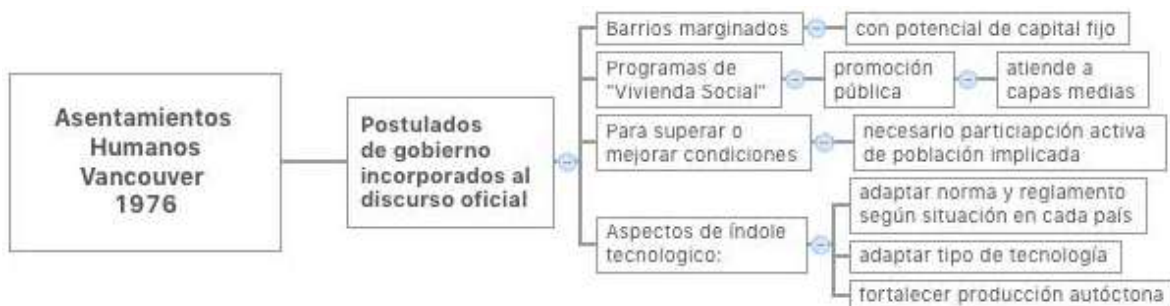 Asentamientos
Humanos
Vancouver
1976
Postulados
de gobierno
incorporados al
discurso oficial
Barrios marginados
con potencial de capital fijo
Programas de
"Vivienda Social"
promoción
pública
atiende a
capas medias
Para superar o
mejorar condiciones
necesario particiapción activa
de población implicada
Aspectos de índole
tecnologico:
adaptar norma y reglamento
según situación en cada país
adaptar tipo de tecnología
fortalecer producción autóctona